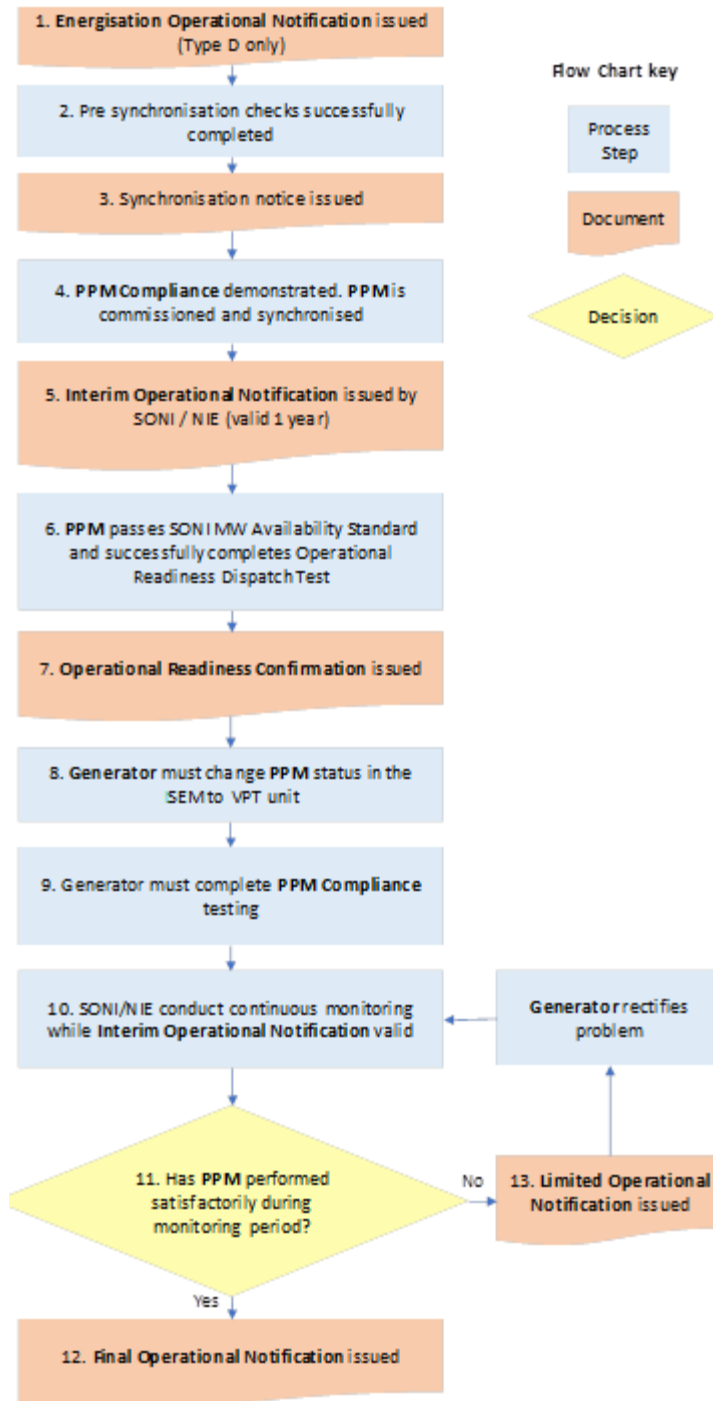 1. Energisation Operational Notification issued
(Type D only)
Flow Chart key
2. Pre synchronisation checks successfully
completed
Process
Step
3. Synchronisation notice issued
Document
4. PPM Compliance demonstrated. PPM is
commissioned and synchronised
Decision
5. Interim Operational Notification issued by
SONI / NIE (valid 1 year)
6. PPM passes SONI MW Availability Standard
and successfully completes Operational
Readiness Dispatch Test
7. Operational Readiness Confirmation issued
8. Generator must change PPM status in the
SEM to VPT unit
9. Generator must complete PPM Compliance
testing
10. SONI/NIE conduct continuous monitoring
while Interim Operational Notification valid
Generator rectifies
problem
11. Has PPM performed
satisfactorily during
monitoring period?
No
13. Limited Operational
Notification issued
Yes
12. Final Operational Notification issued